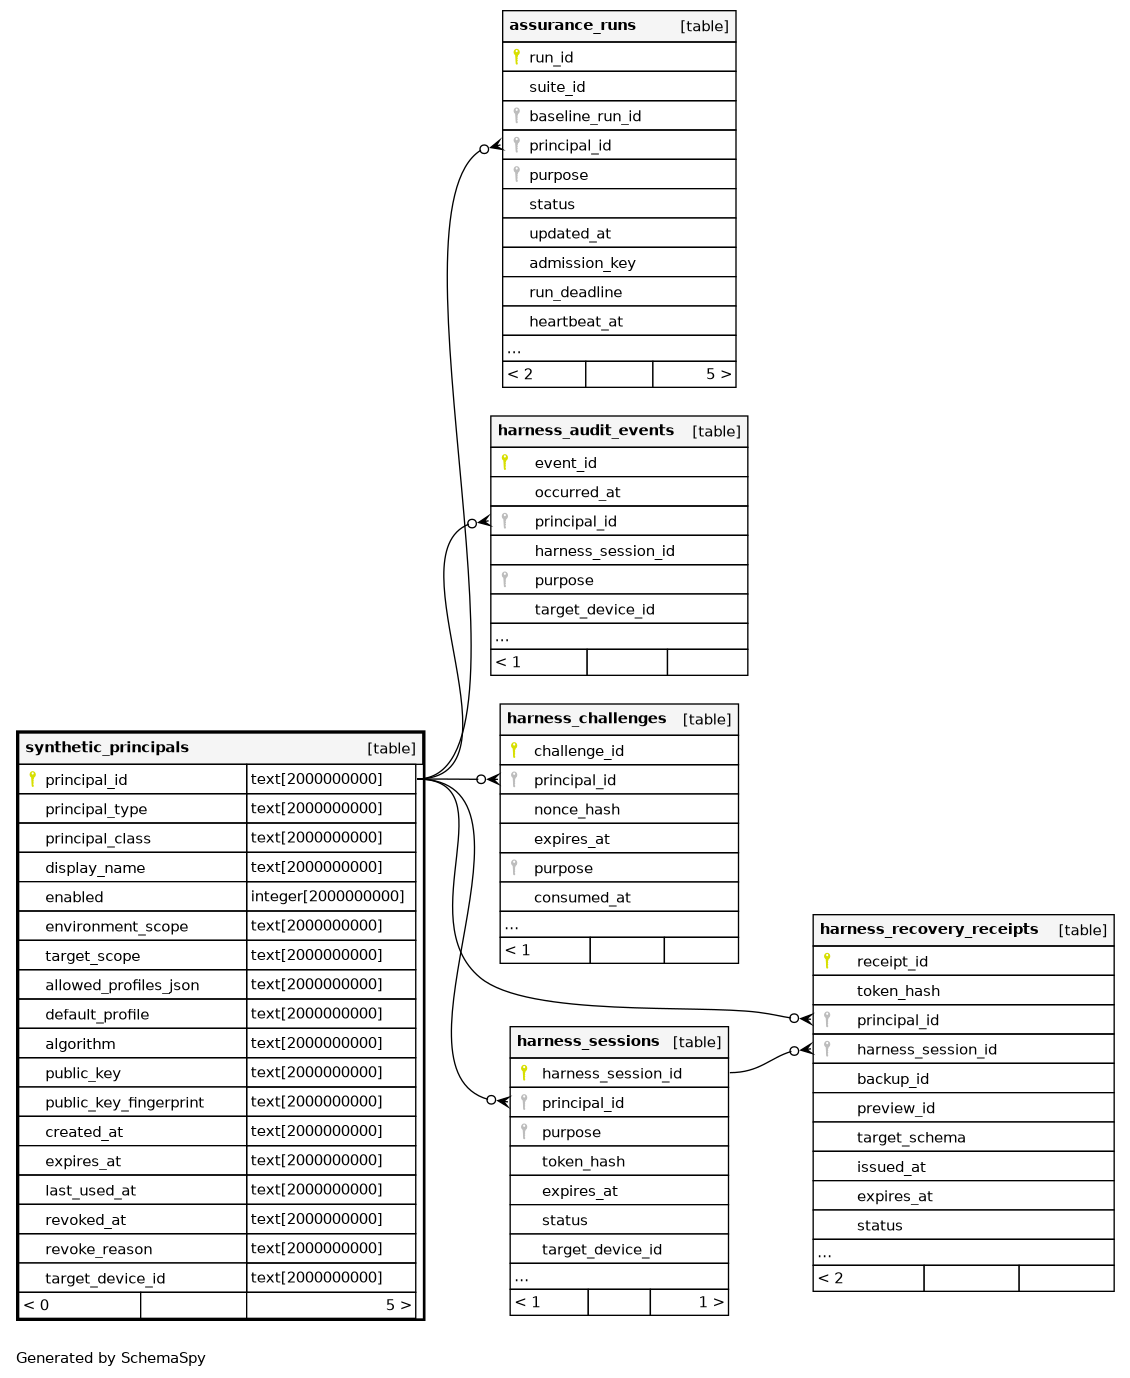 assurance_runs [table]
run_id
suite_id
baseline_run_id
principal_id
purpose
status
updated_at
admission_key
run_deadline
heartbeat_at
...
< 2 5 >
harness_audit_events [table]
event_id
occurred_at
principal_id
harness_session_id
purpose
target_device_id
...
< 1
harness_challenges [table]
challenge_id
principal_id
nonce_hash
expires_at
purpose
consumed_at
...
< 1
synthetic_principals [table]
principal_id text[2000000000]
principal_type text[2000000000]
principal_class text[2000000000]
display_name text[2000000000]
enabled integer[2000000000]
environment_scope text[2000000000]
target_scope text[2000000000]
allowed_profiles_json text[2000000000]
default_profile text[2000000000]
algorithm text[2000000000]
public_key text[2000000000]
public_key_fingerprint text[2000000000]
created_at text[2000000000]
expires_at text[2000000000]
last_used_at text[2000000000]
revoked_at text[2000000000]
revoke_reason text[2000000000]
target_device_id text[2000000000]
< 0 5 >
harness_sessions [table]
harness_session_id
principal_id
purpose
token_hash
expires_at
status
target_device_id
...
< 1 1 >
harness_recovery_receipts [table]
receipt_id
token_hash
principal_id
harness_session_id
backup_id
preview_id
target_schema
issued_at
expires_at
status
...
< 2
Generated by SchemaSpy